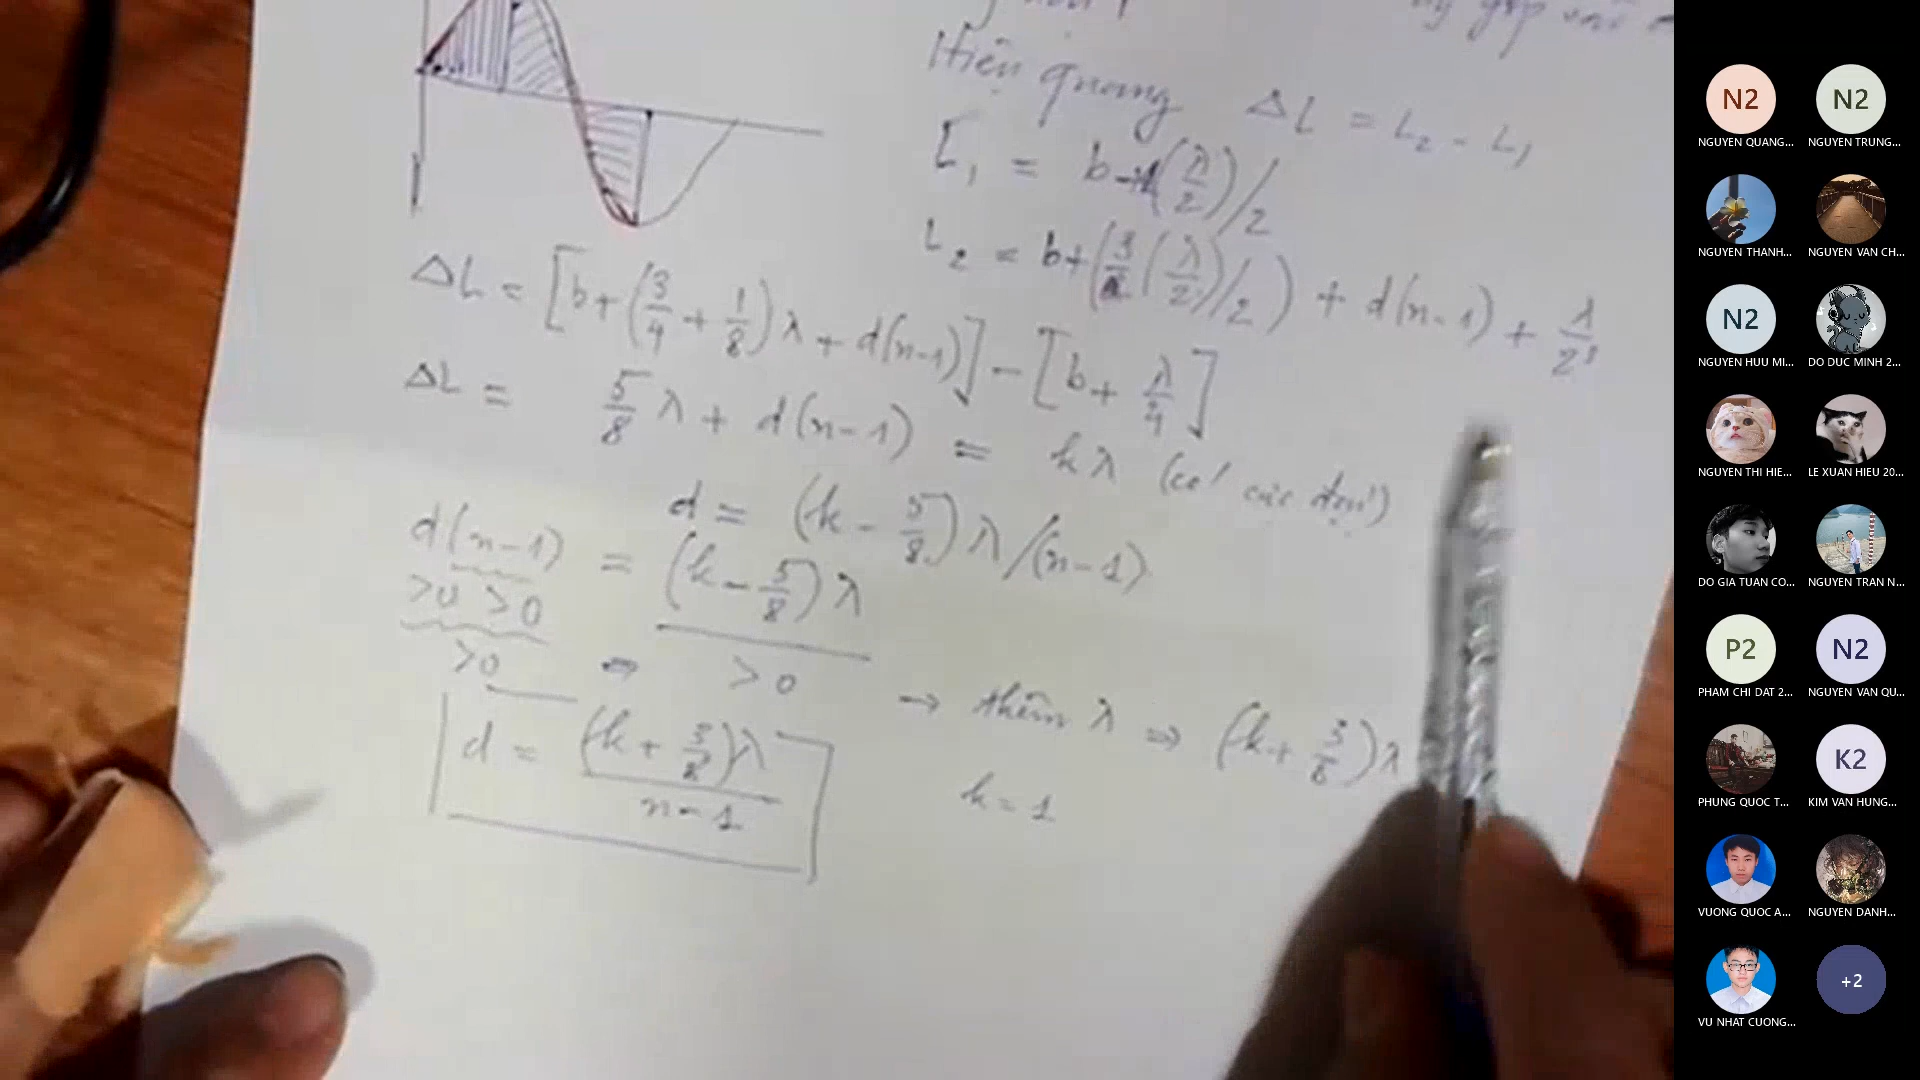 Hiện quang ΔL = L₂ - L₁
L₁ = b + (λ/2)/2
L₂ = b + (3/2 (λ/2)/2) + d(n-1) + λ/2
ΔL = [b + (3/4 + 1/8)λ + d(n-1)] - [b + λ/4]
ΔL = 5/8 λ + d(n-1) = kλ (cực đại)
d = (k - 5/8) λ/(n-1)
d(n-1) = (k - 5/8) λ
>0 >0
>0 ⇒ >0
→ thêm λ ⇒ (k + 3/8) λ
d = (k + 3/8)λ / n-1
k = 1
N2
NGUYEN QUANG...
N2
NGUYEN TRUNG...
NGUYEN THANH...
NGUYEN VAN CH...
N2
NGUYEN HUU MI...
DO DUC MINH 2...
NGUYEN THI HIE...
LE XUAN HIEU 20...
DO GIA TUAN CO...
NGUYEN TRAN N...
P2
PHAM CHI DAT 2...
N2
NGUYEN VAN QU...
PHUNG QUOC T...
K2
KIM VAN HUNG...
VUONG QUOC A...
NGUYEN DANH...
VU NHAT CUONG...
+2